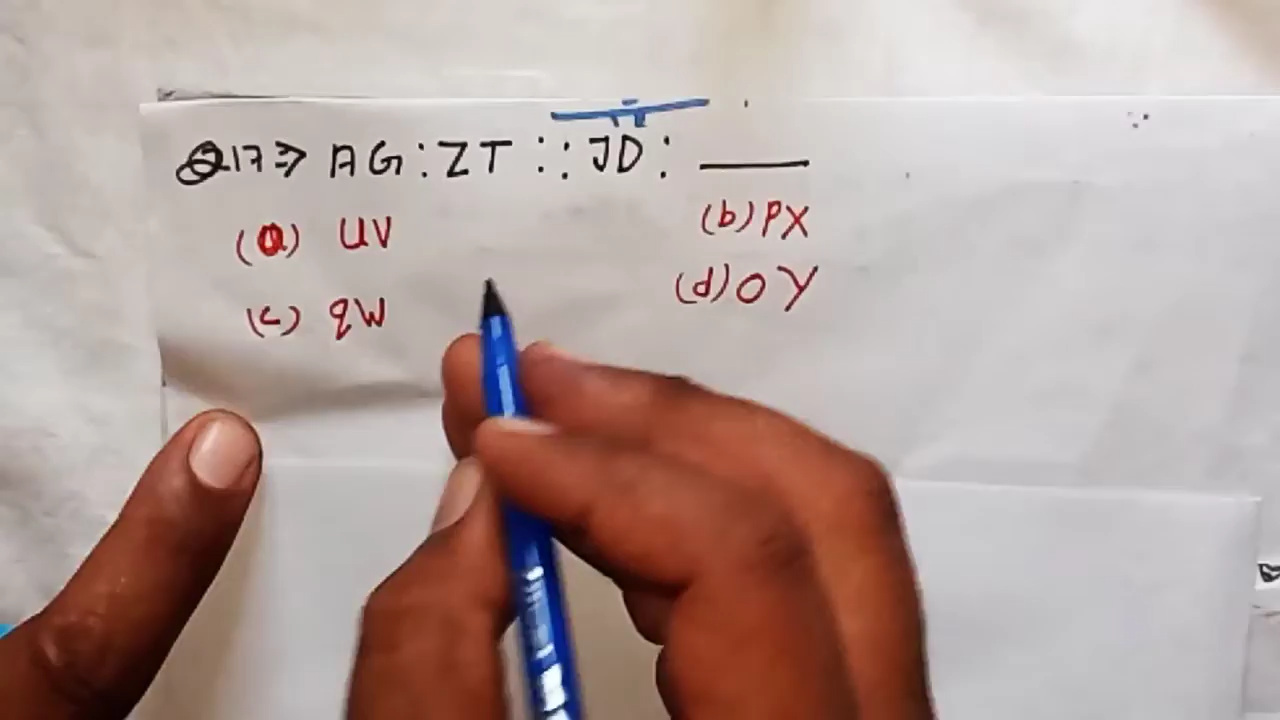 Q17⇒ AG : ZT :: JD : ____
(a) UV (b) PX
(c) qW (d) OY